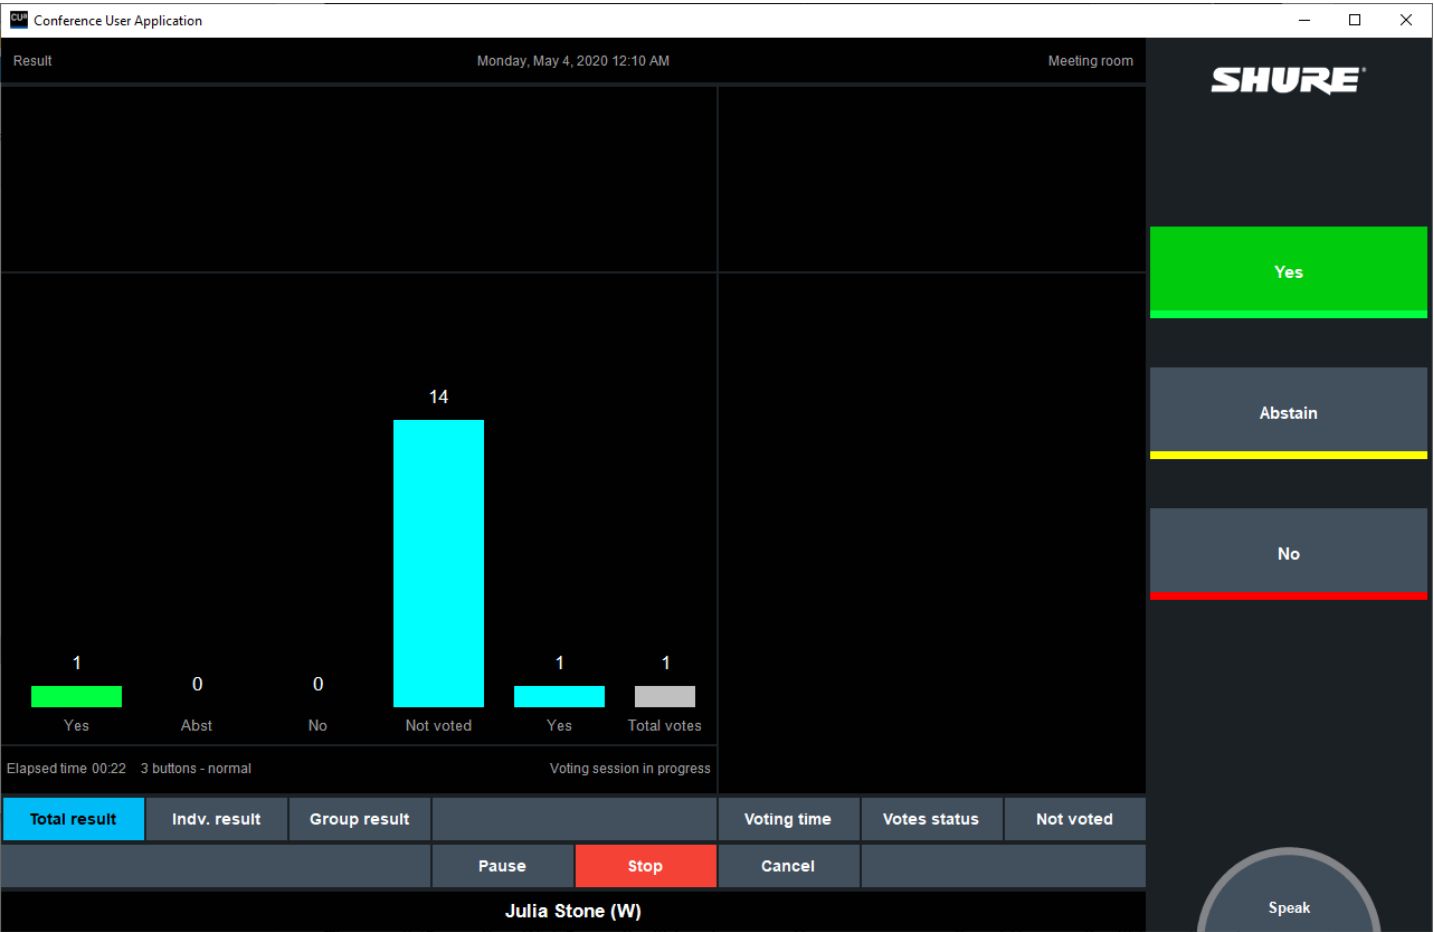 CUa Conference User Application
Result Monday, May 4, 2020 12:10 AM Meeting room
SHURE
Yes
Abstain
No
14
1 0 0 1 1
Yes Abst No Not voted Yes Total votes
Elapsed time 00:22 3 buttons - normal Voting session in progress
Total result Indv. result Group result Voting time Votes status Not voted
Pause Stop Cancel
Julia Stone (W)
Speak